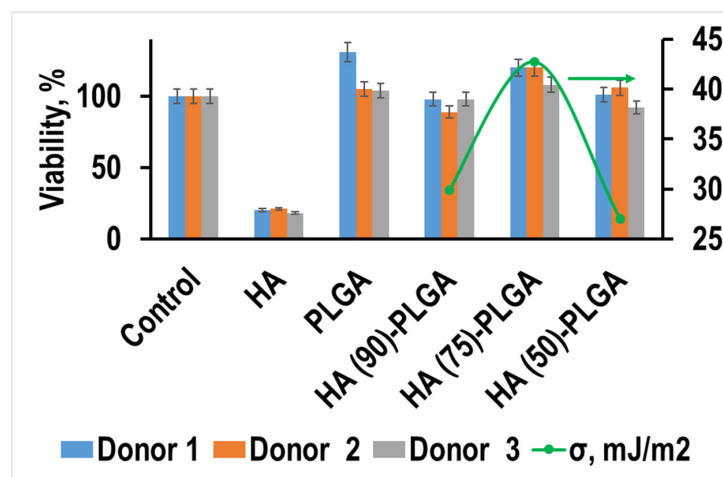 Viability, %
100
50
0
45
40
35
30
25
Control
HA
PLGA
HA (90)-PLGA
HA (75)-PLGA
HA (50)-PLGA
Donor 1 Donor 2 Donor 3 σ, mJ/m2